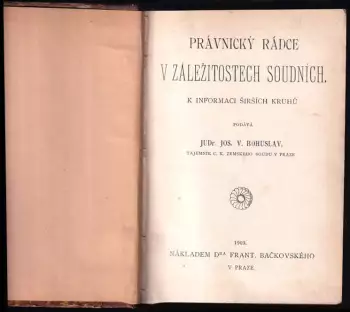 PRÁVNICKÝ RÁDCE
V ZÁLEŽITOSTECH SOUDNÍCH.
K INFORMACI ŠIRŠÍCH KRUHŮ
PODÁVÁ
JUDr. JOS. V. BOHUSLAV,
TAJEMNÍK C. K. ZEMSKÉHO SOUDU V PRAZE
NÁKLADEM Dra FRANT. BAČKOVSKÉHO
V PRAZE.